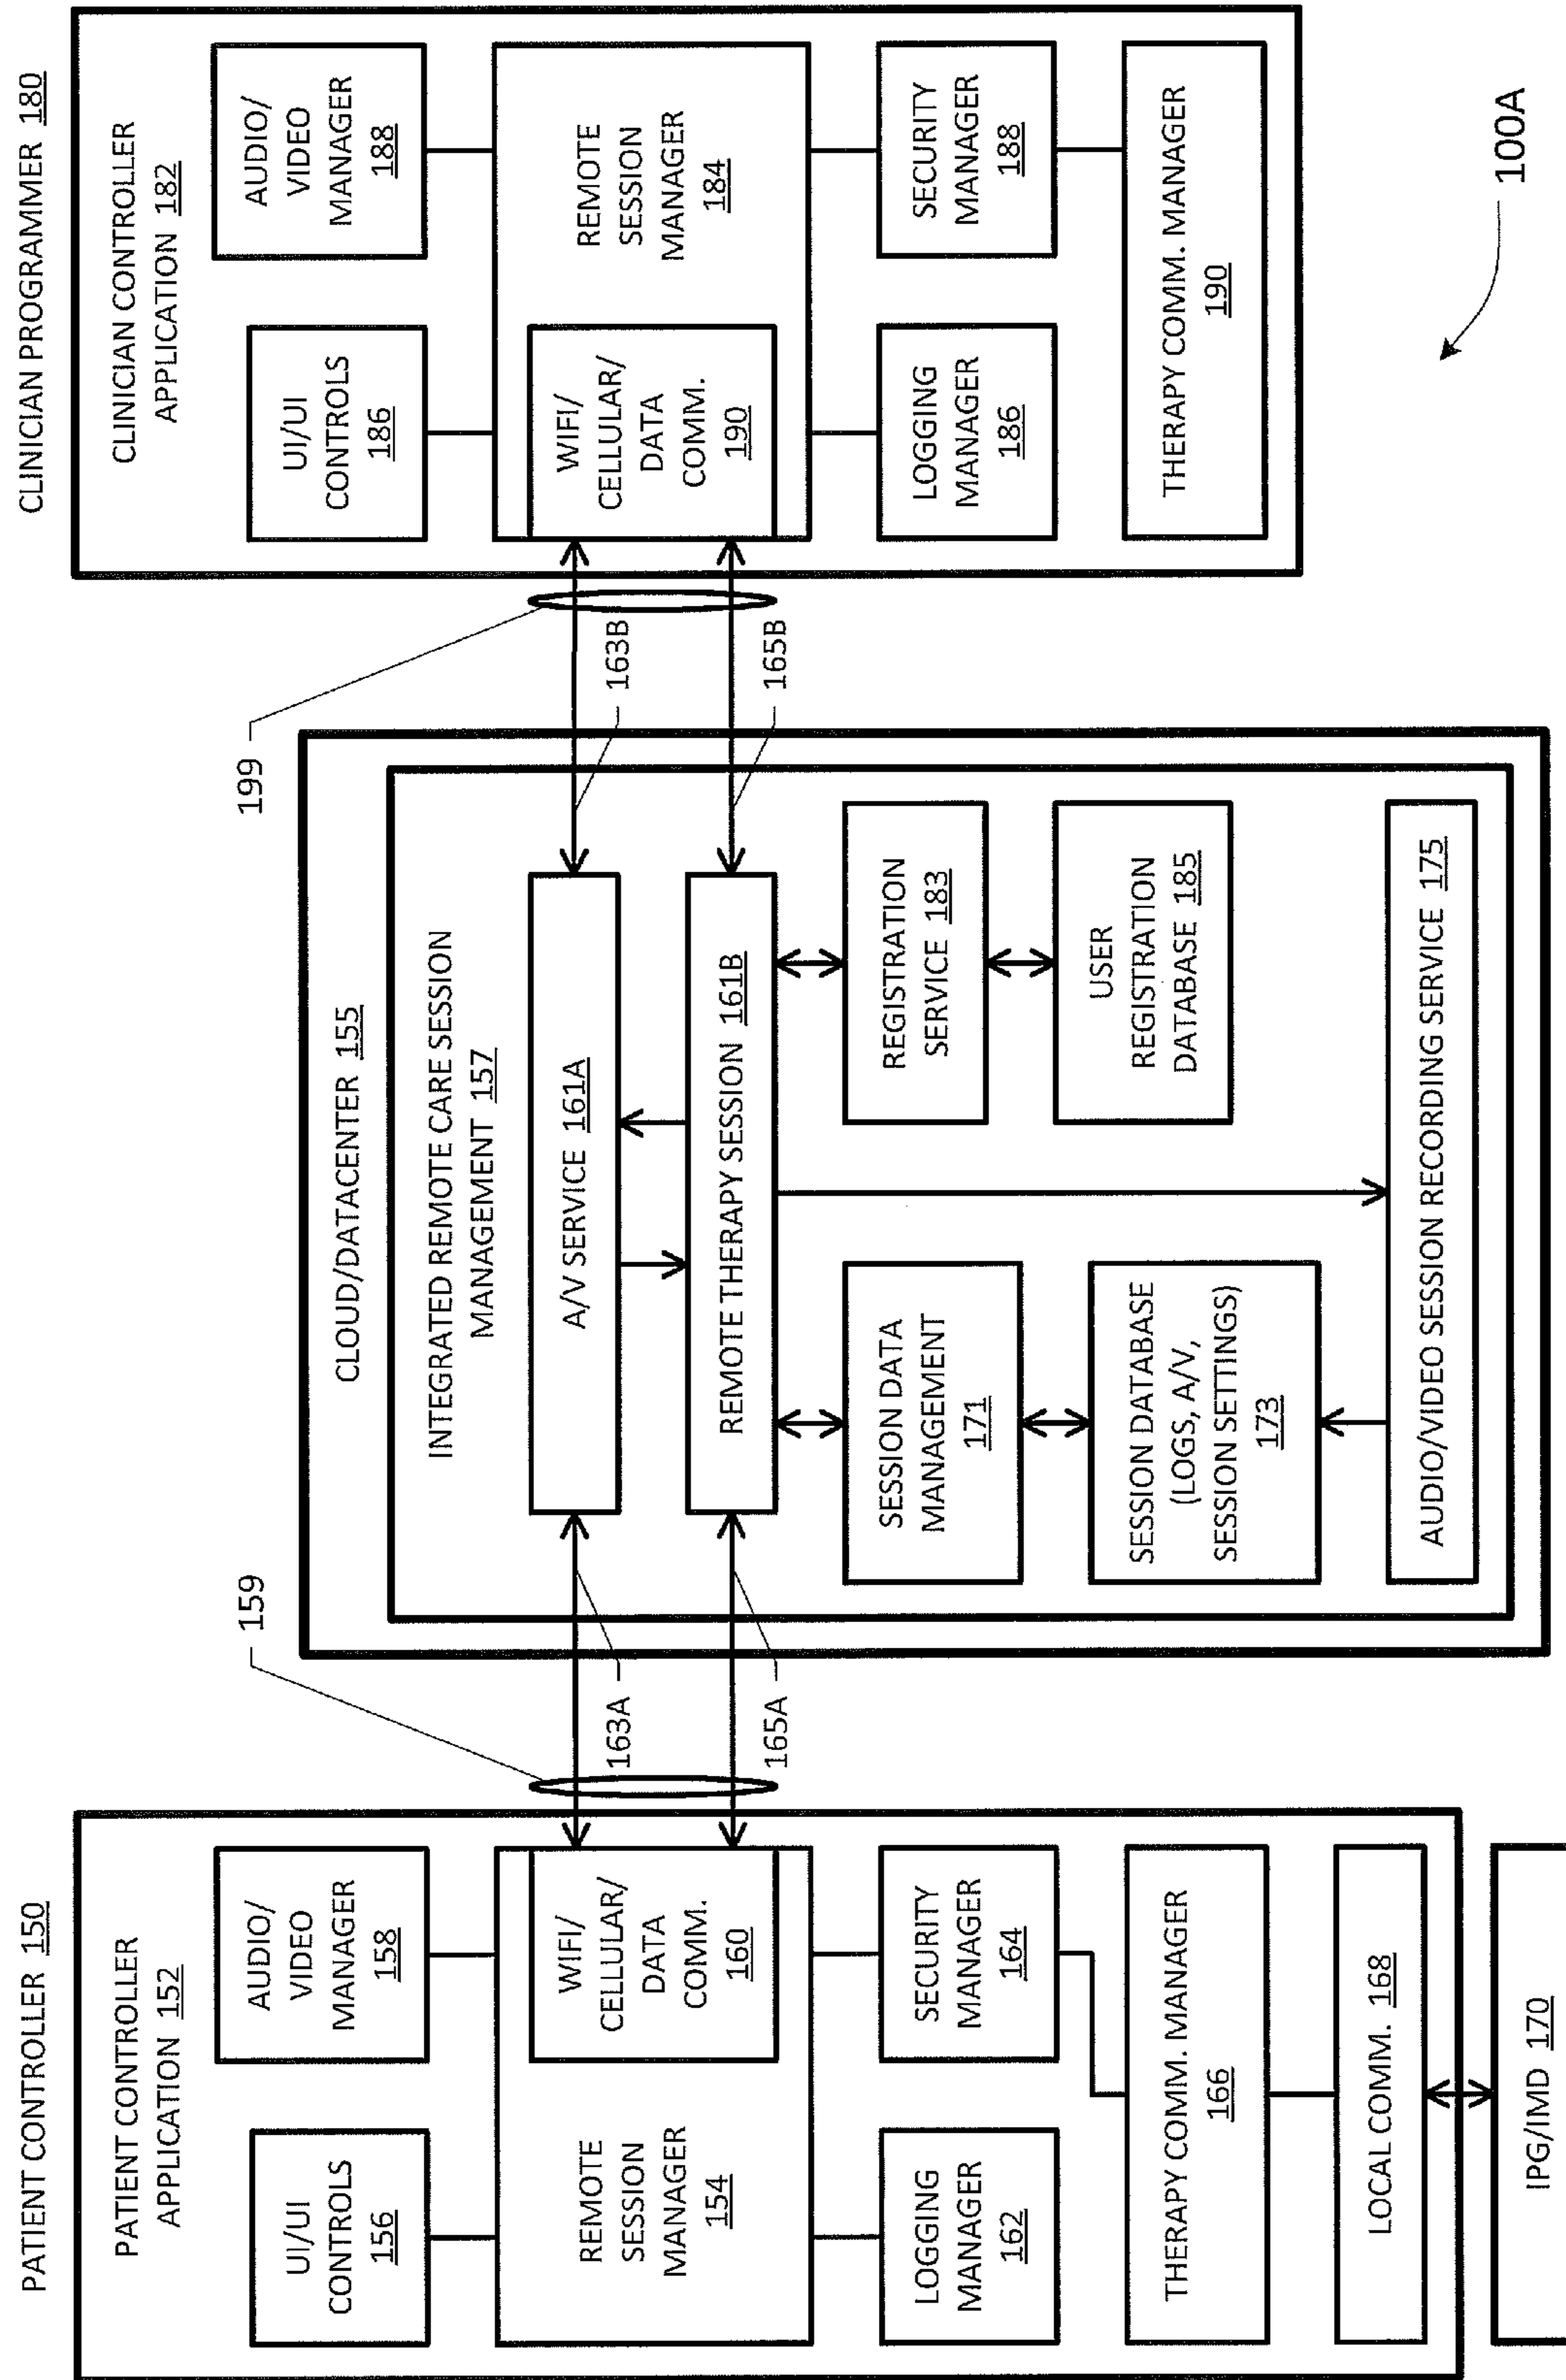 PATIENT CONTROLLER 150
PATIENT CONTROLLER
APPLICATION 152
UI/UI
CONTROLS
156
AUDIO/
VIDEO
MANAGER
158
REMOTE
SESSION
MANAGER
154
WIFI/
CELLULAR/
DATA
COMM.
160
LOGGING
MANAGER
162
SECURITY
MANAGER
164
THERAPY COMM. MANAGER
166
LOCAL COMM. 168
IPG/IMD 170
159
163A
165A
CLOUD/DATACENTER 155
INTEGRATED REMOTE CARE SESSION
MANAGEMENT 157
A/V SERVICE 161A
REMOTE THERAPY SESSION 161B
SESSION DATA
MANAGEMENT
171
REGISTRATION
SERVICE 183
SESSION DATABASE
(LOGS, A/V,
SESSION SETTINGS)
173
USER
REGISTRATION
DATABASE 185
AUDIO/VIDEO SESSION RECORDING SERVICE 175
199
163B
165B
CLINICIAN PROGRAMMER 180
CLINICIAN CONTROLLER
APPLICATION 182
UI/UI
CONTROLS
186
AUDIO/
VIDEO
MANAGER
188
WIFI/
CELLULAR/
DATA
COMM.
190
REMOTE
SESSION
MANAGER
184
LOGGING
MANAGER
186
SECURITY
MANAGER
188
THERAPY COMM. MANAGER
190
100A